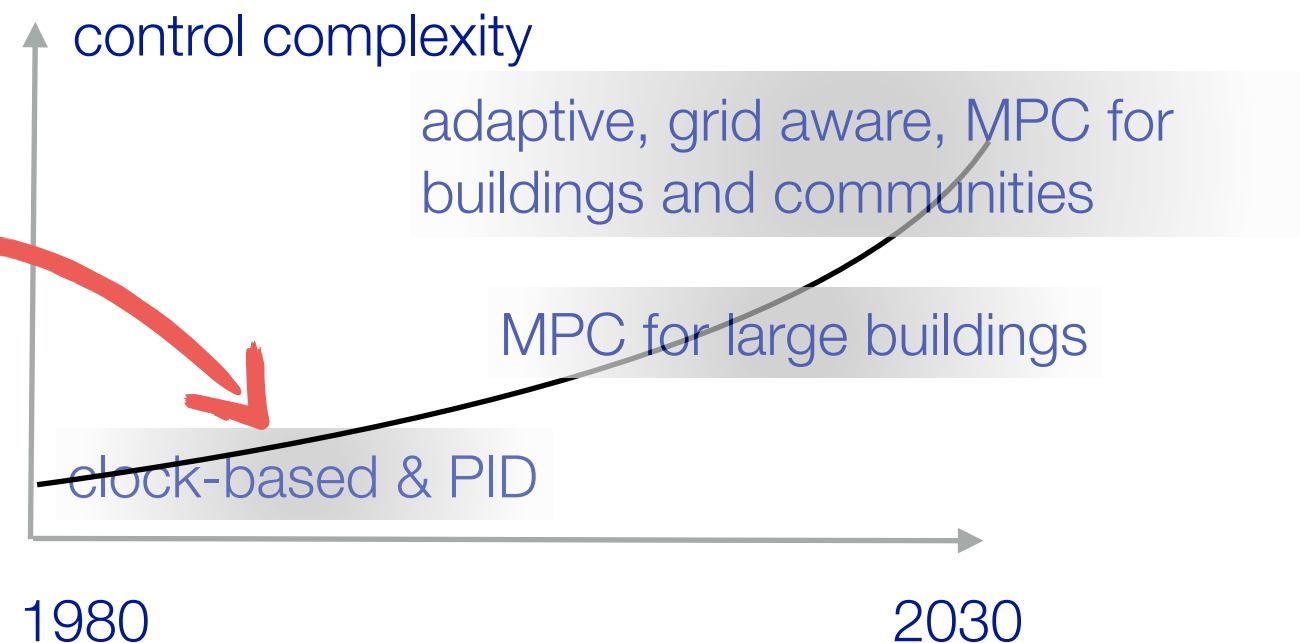 control complexity
adaptive, grid aware, MPC for
buildings and communities
MPC for large buildings
clock-based & PID
1980
2030